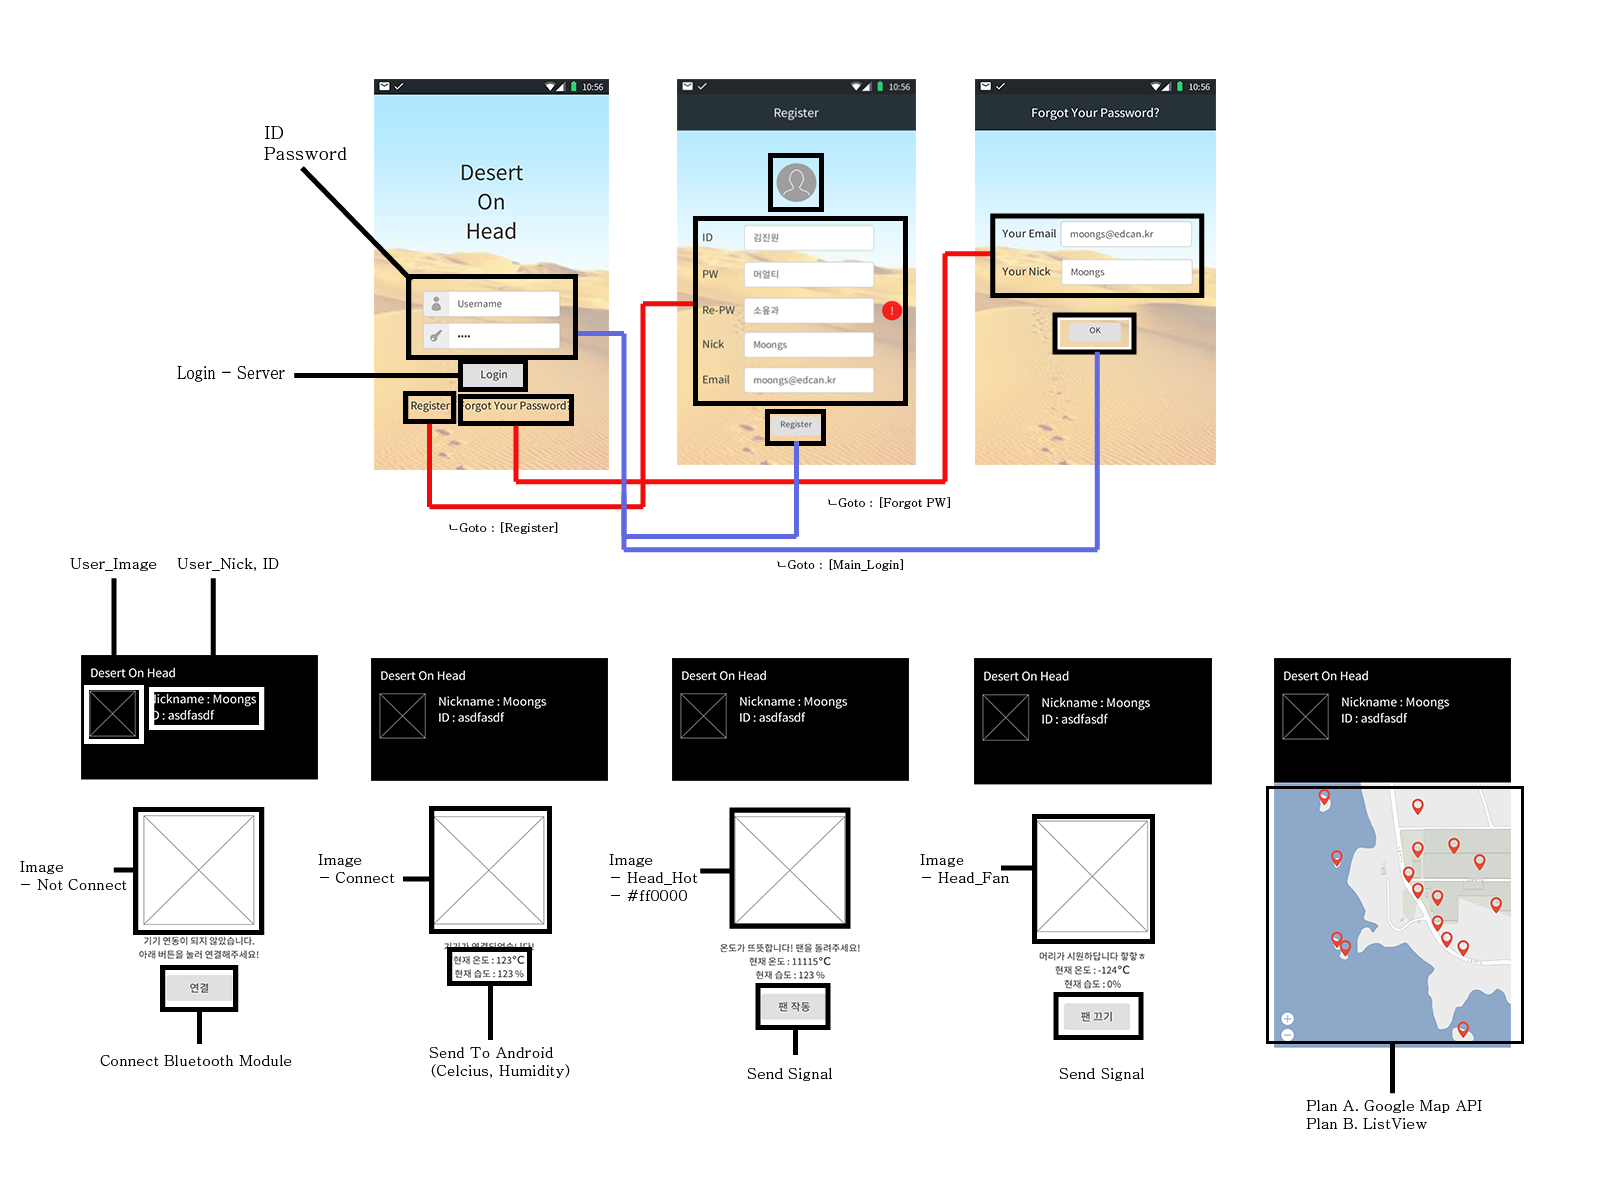 10:56
10:56
Register
10:56
Forgot Your Password?
ID
Password
Desert
On
Head
Username
Login - Server
Login
Register
Forgot Your Password?
ID
김진원
PW
머얼티
Re-PW
!
Nick
Moongs
Email
moongs@edcan.kr
Register
Your Email
moongs@edcan.kr
Your Nick
Moongs
OK
ㄴGoto : [Register]
ㄴGoto : [Forgot PW]
ㄴGoto : [Main_Login]
User_Image
User_Nick, ID
Desert On Head
Nickname : Moongs
ID : asdfasdf
Image
- Not Connect
기기 연동이 되지 않았습니다.
아래 버튼을 눌러 연결해주세요!
연결
Connect Bluetooth Module
Desert On Head
Nickname : Moongs
ID : asdfasdf
Image
- Connect
기기가 연결되었습니다!
현재 온도 : 123℃
현재 습도 : 123 %
Send To Android
(Celcius, Humidity)
Desert On Head
Nickname : Moongs
ID : asdfasdf
Image
- Head_Hot
- #ff0000
온도가 뜨뜻합니다! 팬을 돌려주세요!
현재 온도 : 11115℃
현재 습도 : 123 %
팬 작동
Send Signal
Desert On Head
Nickname : Moongs
ID : asdfasdf
Image
- Head_Fan
머리가 시원하답니다 핥핥ㅎ
현재 온도 : -124℃
현재 습도 : 0%
팬 끄기
Send Signal
Desert On Head
Nickname : Moongs
ID : asdfasdf
Plan A. Google Map API
Plan B. ListView